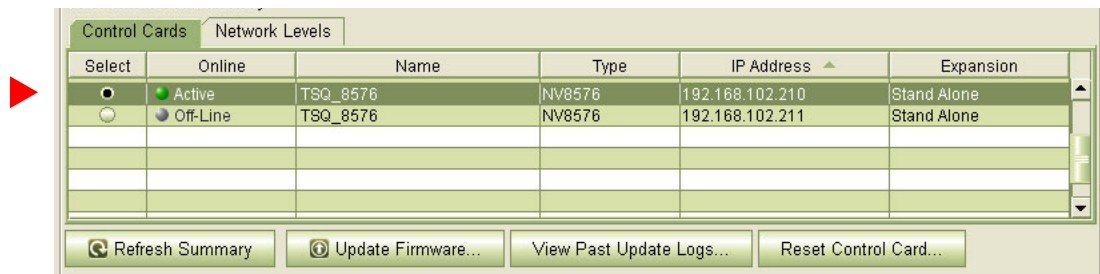 Control Cards Network Levels
Select Online Name Type IP Address Expansion
Active TSQ_8576 NV8576 192.168.102.210 Stand Alone
Off-Line TSQ_8576 NV8576 192.168.102.211 Stand Alone
Refresh Summary Update Firmware... View Past Update Logs... Reset Control Card...